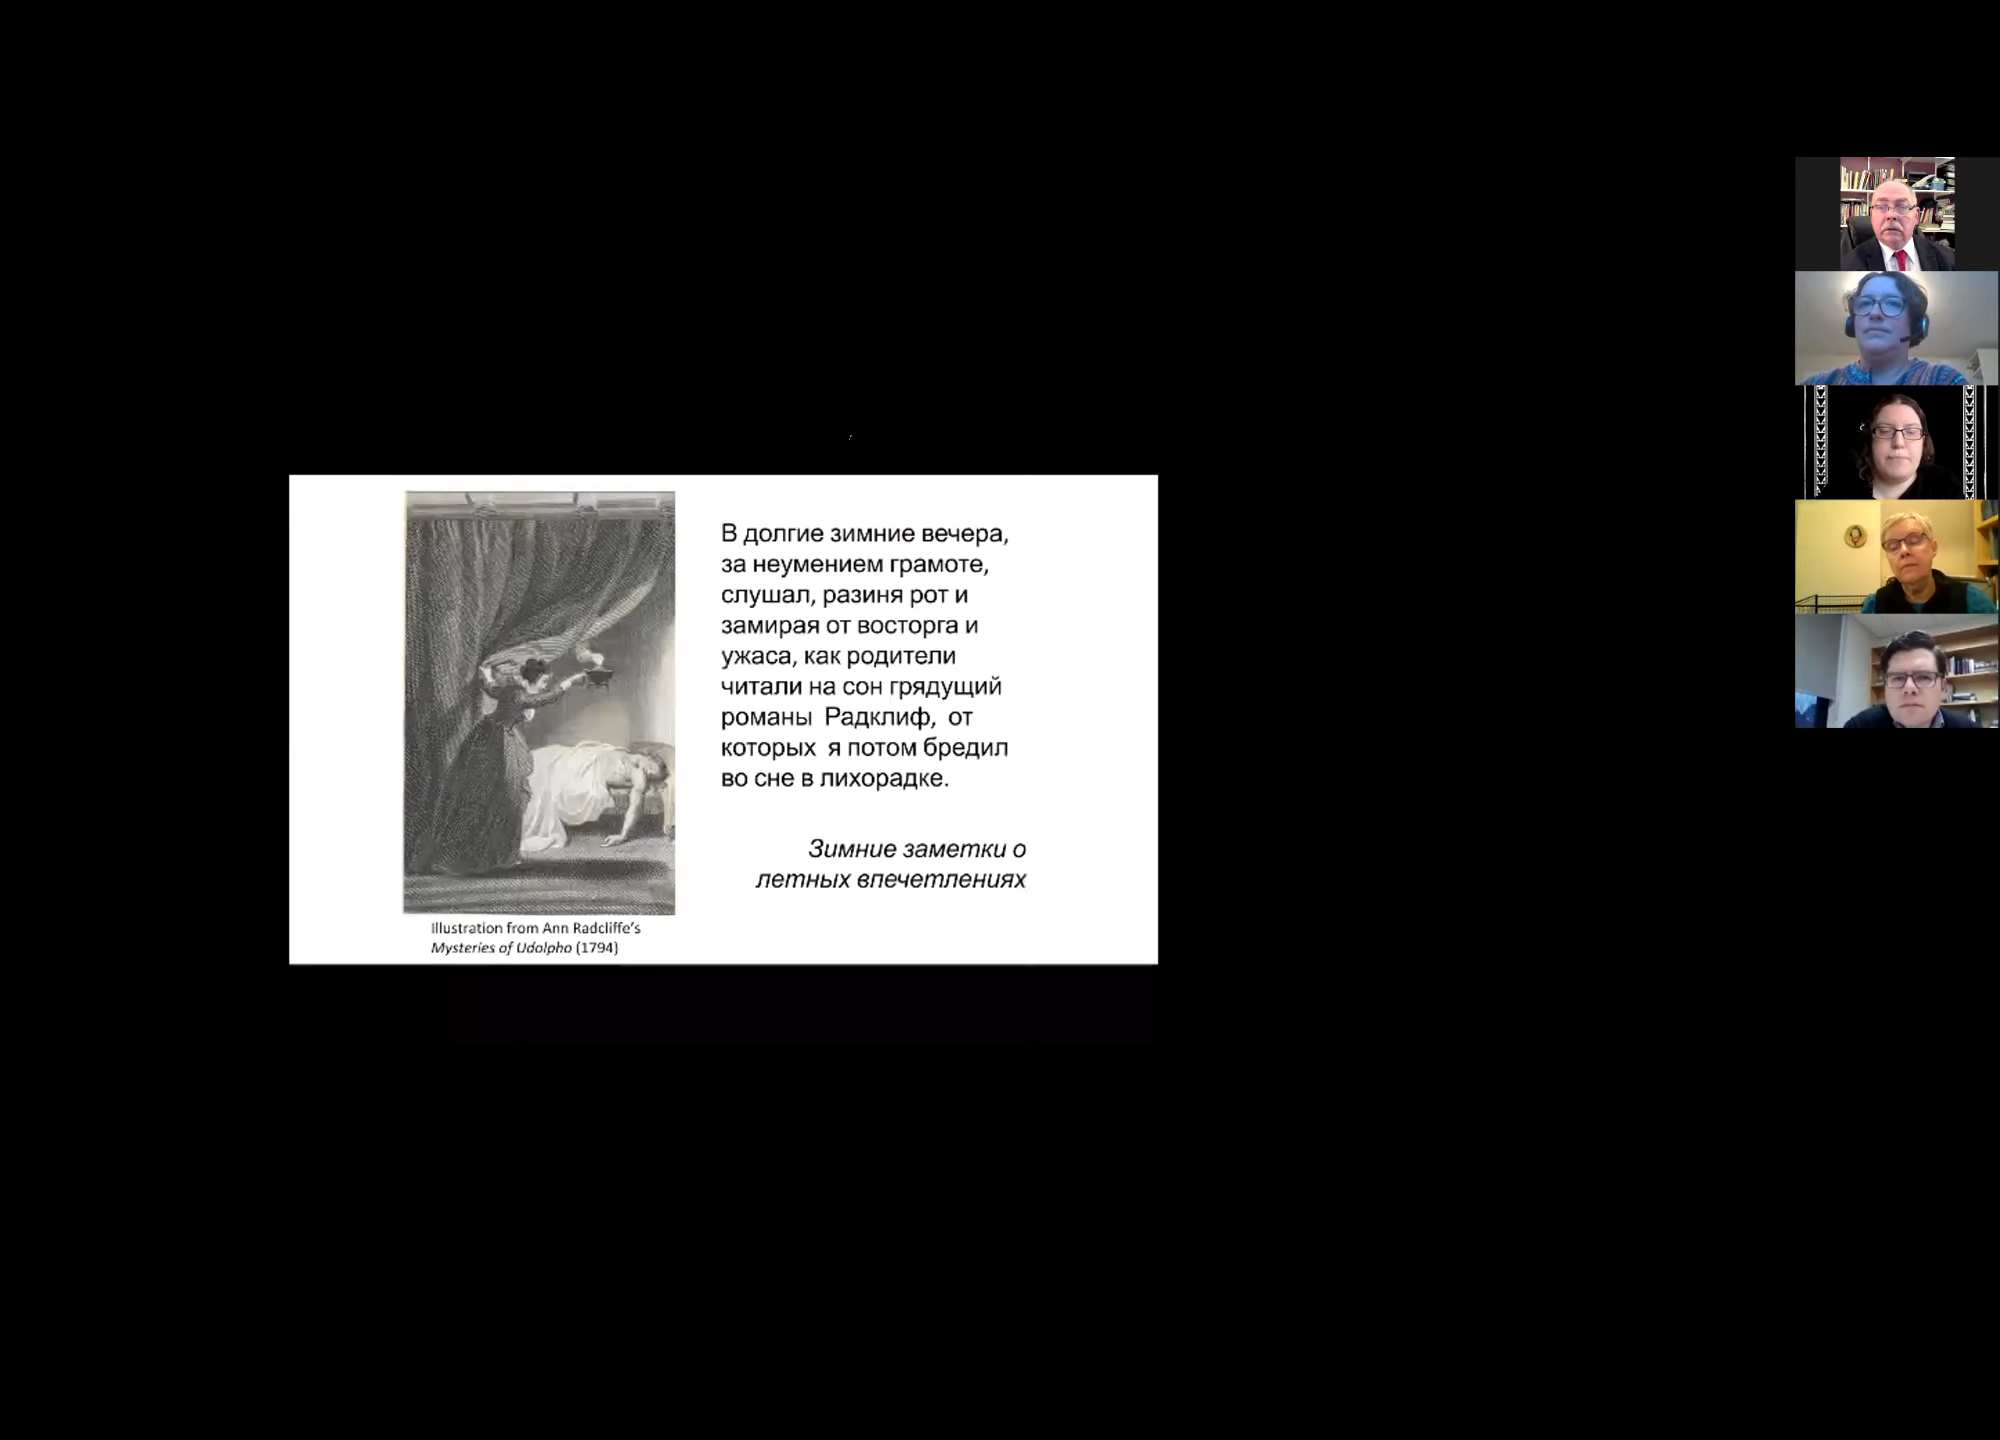 В долгие зимние вечера,
за неумением грамоте,
слушал, разиня рот и
замирая от восторга и
ужаса, как родители
читали на сон грядущий
романы Радклиф, от
которых я потом бредил
во сне в лихорадке.
Зимние заметки о
летных впечетлениях
Illustration from Ann Radcliffe's
Mysteries of Udolpho (1794)